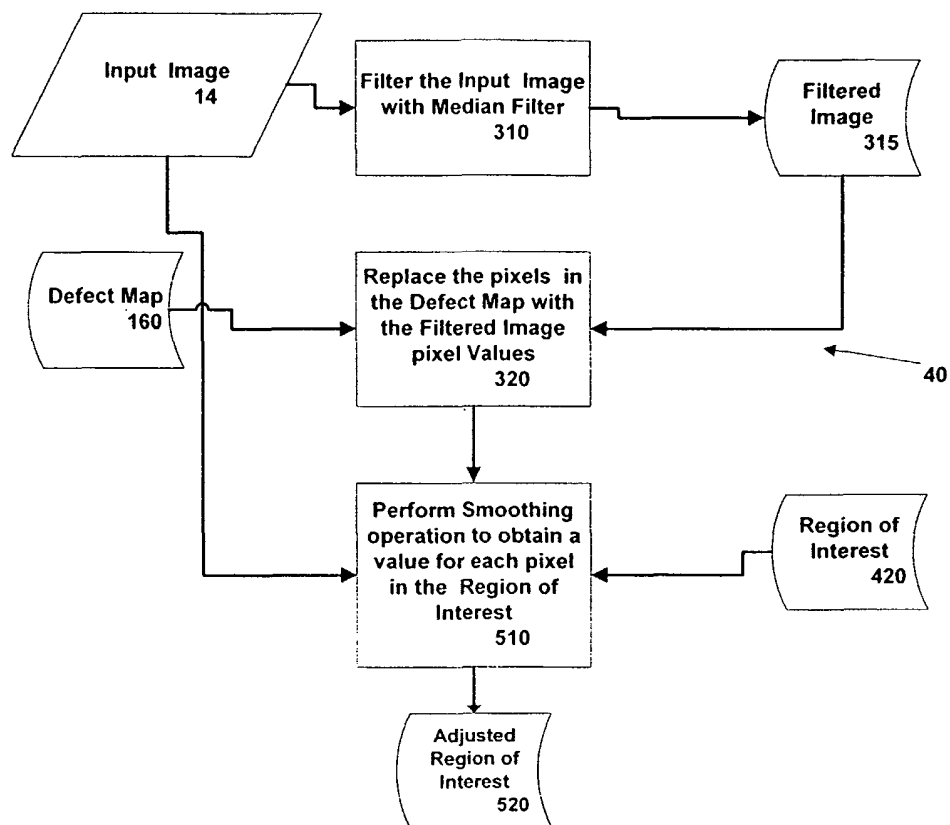 Input Image
14
Filter the Input Image
with Median Filter
310
Filtered
Image
315
Defect Map
160
Replace the pixels in
the Defect Map with
the Filtered Image
pixel Values
320
40
Perform Smoothing
operation to obtain a
value for each pixel
in the Region of
Interest
510
Region of
Interest
420
Adjusted
Region of
Interest
520